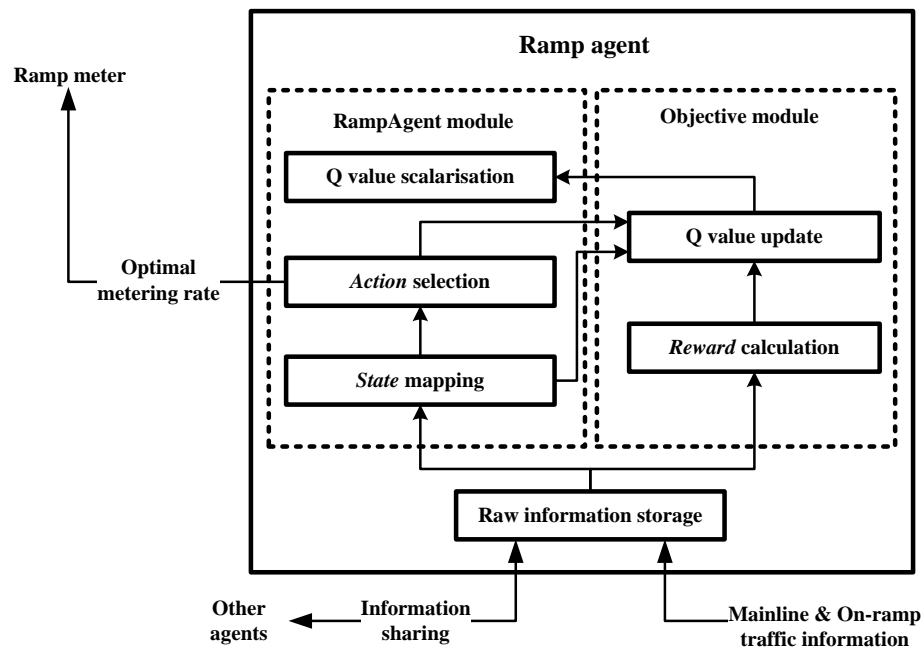 Ramp agent
Ramp meter
RampAgent module
Objective module
Q value scalarisation
Q value update
Optimal
metering rate
Action selection
Reward calculation
State mapping
Raw information storage
Other
agents
Information
sharing
Mainline & On-ramp
traffic information